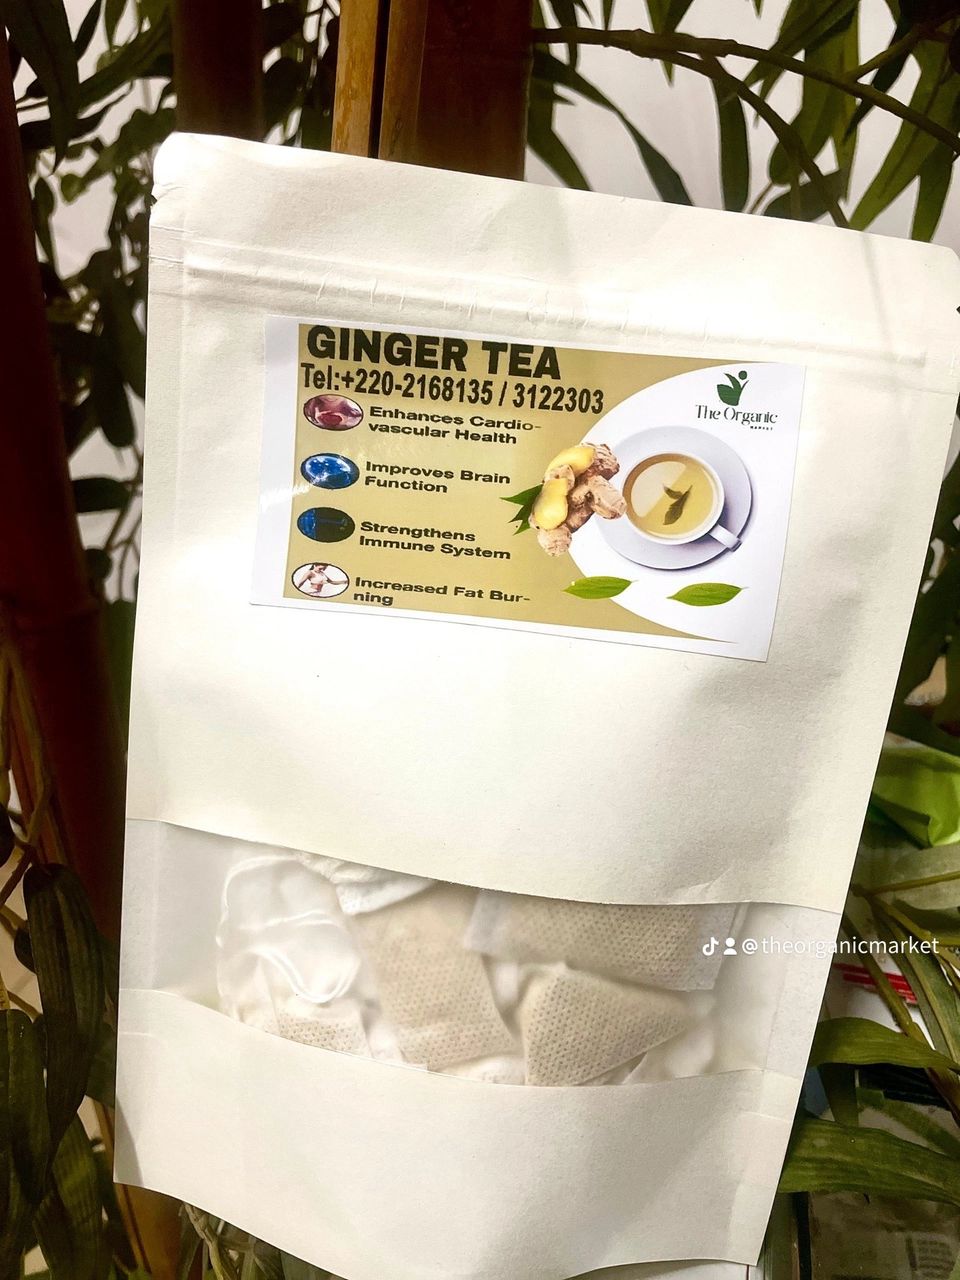 GINGER TEA
Tel:+220-2168135 / 3122303
Enhances Cardio-
vascular Health
Improves Brain
Function
Strengthens
Immune System
Increased Fat Bur-
ning
The Organic
MARKET
@theorganicmarket